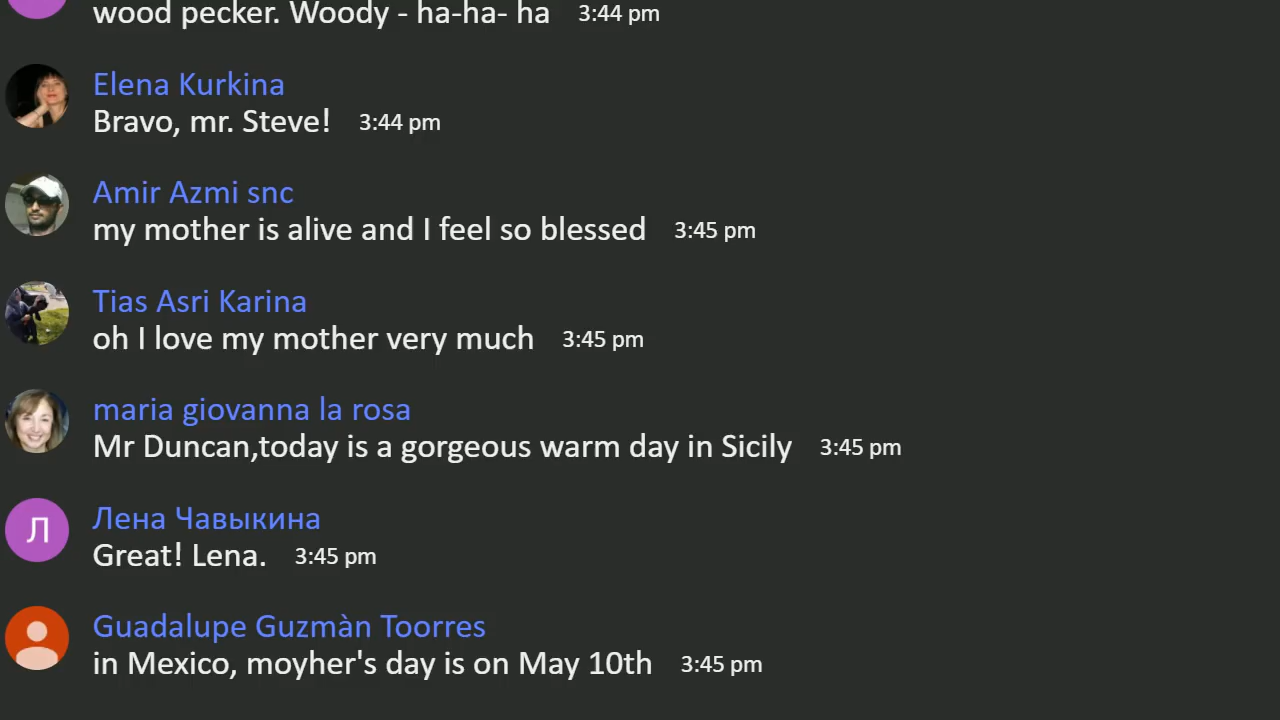 wood pecker. Woody - ha-ha- ha 3:44 pm
Elena Kurkina
Bravo, mr. Steve! 3:44 pm
Amir Azmi snc
my mother is alive and I feel so blessed 3:45 pm
Tias Asri Karina
oh I love my mother very much 3:45 pm
maria giovanna la rosa
Mr Duncan,today is a gorgeous warm day in Sicily 3:45 pm
Л
Лена Чавыкина
Great! Lena. 3:45 pm
Guadalupe Guzmàn Toorres
in Mexico, moyher's day is on May 10th 3:45 pm